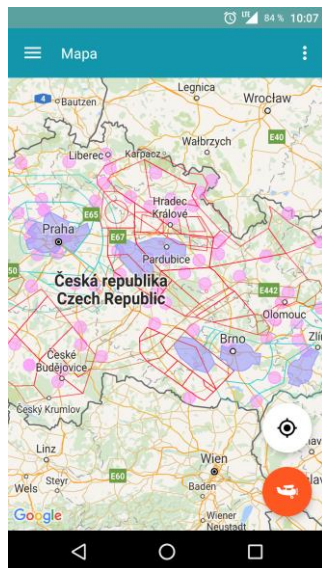 LTE 84 % 10:07
Mapa
Legnica
4
Bautzen
Wrocław
E40
Wałbrzych
Liberec
Karpacz
Hradec
Králové
E65
Praha
E67
50
Pardubice
Česká republika
Czech Republic
E442
Olomouc
Brno
Zlí
České
Budějovice
Český Krumlov
Linz
Wien
Steyr
E60
Wels
Baden
Google
Wiener
Neustadt